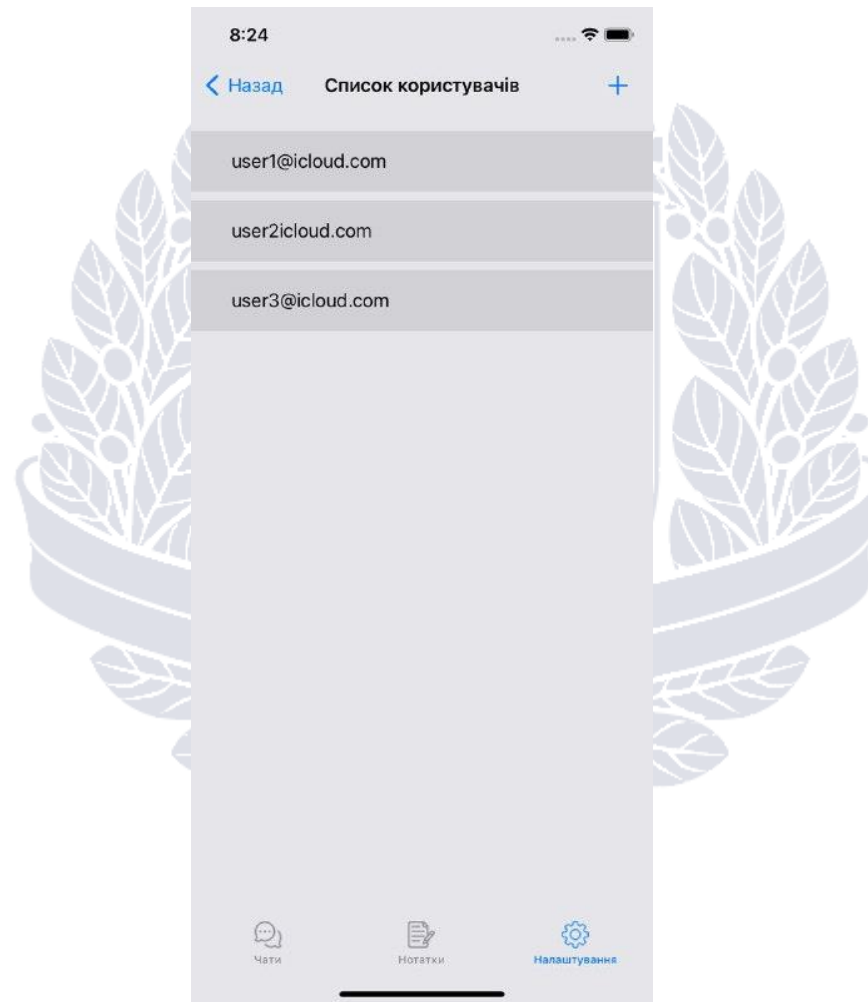 8:24
Назад Список користувачів +
user1@icloud.com
user2icloud.com
user3@icloud.com
Чати Нотатки Налаштування